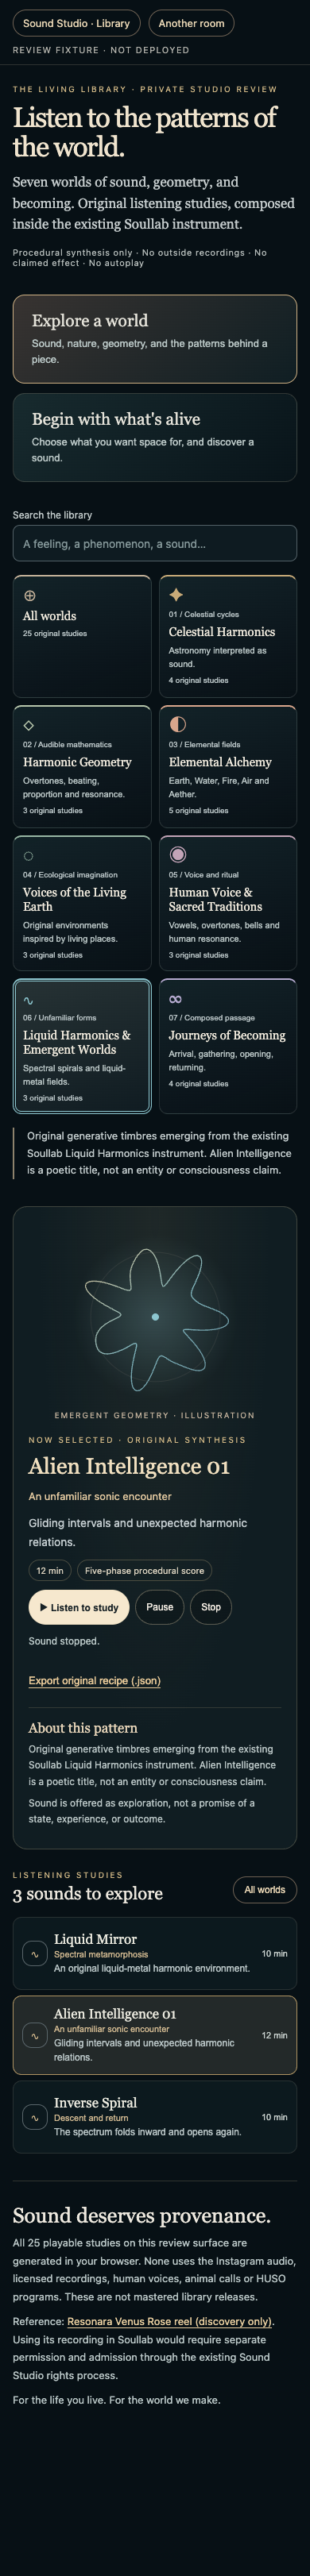 Sound Studio · Library
Another room
REVIEW FIXTURE · NOT DEPLOYED
THE LIVING LIBRARY · PRIVATE STUDIO REVIEW
Listen to the patterns of
the world.
Seven worlds of sound, geometry, and
becoming. Original listening studies, composed
inside the existing Soullab instrument.
Procedural synthesis only · No outside recordings · No
claimed effect · No autoplay
Explore a world
Sound, nature, geometry, and the patterns behind a
piece.
Begin with what's alive
Choose what you want space for, and discover a
sound.
Search the library
A feeling, a phenomenon, a sound...
All worlds
25 original studies
01 / Celestial cycles
Celestial Harmonics
Astronomy interpreted as
sound.
4 original studies
02 / Audible mathematics
Harmonic Geometry
Overtones, beating,
proportion and resonance.
3 original studies
03 / Elemental fields
Elemental Alchemy
Earth, Water, Fire, Air and
Aether.
5 original studies
04 / Ecological imagination
Voices of the Living
Earth
Original environments
inspired by living places.
3 original studies
05 / Voice and ritual
Human Voice &
Sacred Traditions
Vowels, overtones, bells and
human resonance.
3 original studies
06 / Unfamiliar forms
Liquid Harmonics &
Emergent Worlds
Spectral spirals and liquid-
metal fields.
3 original studies
07 / Composed passage
Journeys of Becoming
Arrival, gathering, opening,
returning.
4 original studies
Original generative timbres emerging from the existing
Soullab Liquid Harmonics instrument. Alien Intelligence
is a poetic title, not an entity or consciousness claim.
EMERGENT GEOMETRY · ILLUSTRATION
NOW SELECTED · ORIGINAL SYNTHESIS
Alien Intelligence 01
An unfamiliar sonic encounter
Gliding intervals and unexpected harmonic
relations.
12 min
Five-phase procedural score
▶ Listen to study
Pause
Stop
Sound stopped.
Export original recipe (.json)
About this pattern
Original generative timbres emerging from the existing
Soullab Liquid Harmonics instrument. Alien Intelligence
is a poetic title, not an entity or consciousness claim.
Sound is offered as exploration, not a promise of a
state, experience, or outcome.
LISTENING STUDIES
3 sounds to explore
All worlds
Liquid Mirror
Spectral metamorphosis
An original liquid-metal harmonic environment.
10 min
Alien Intelligence 01
An unfamiliar sonic encounter
Gliding intervals and unexpected harmonic
relations.
12 min
Inverse Spiral
Descent and return
The spectrum folds inward and opens again.
10 min
Sound deserves provenance.
All 25 playable studies on this review surface are
generated in your browser. None uses the Instagram audio,
licensed recordings, human voices, animal calls or HUSO
programs. These are not mastered library releases.
Reference: Resonara Venus Rose reel (discovery only).
Using its recording in Soullab would require separate
permission and admission through the existing Sound
Studio rights process.
For the life you live. For the world we make.